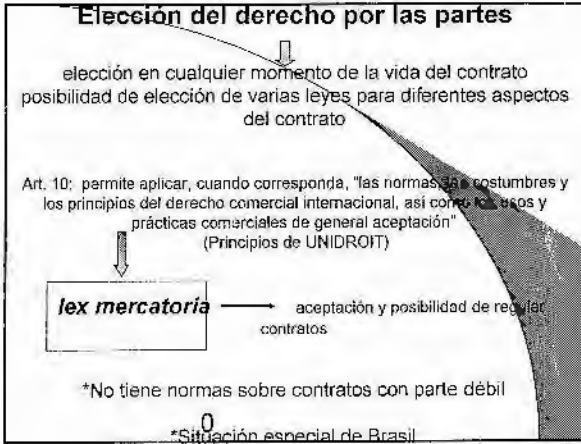 Elección del derecho por las partes
elección en cualquier momento de la vida del contrato
posibilidad de elección de varias leyes para diferentes aspectos
del contrato
Art. 10: permite aplicar, cuando corresponda, "las normas, las costumbres y
los principios del derecho comercial internacional, así como los usos y
prácticas comerciales de general aceptación"
(Principios de UNIDROIT)
lex mercatoria
aceptación y posibilidad de regular
contratos
*No tiene normas sobre contratos con parte débil
0
*Situación especial de Brasil